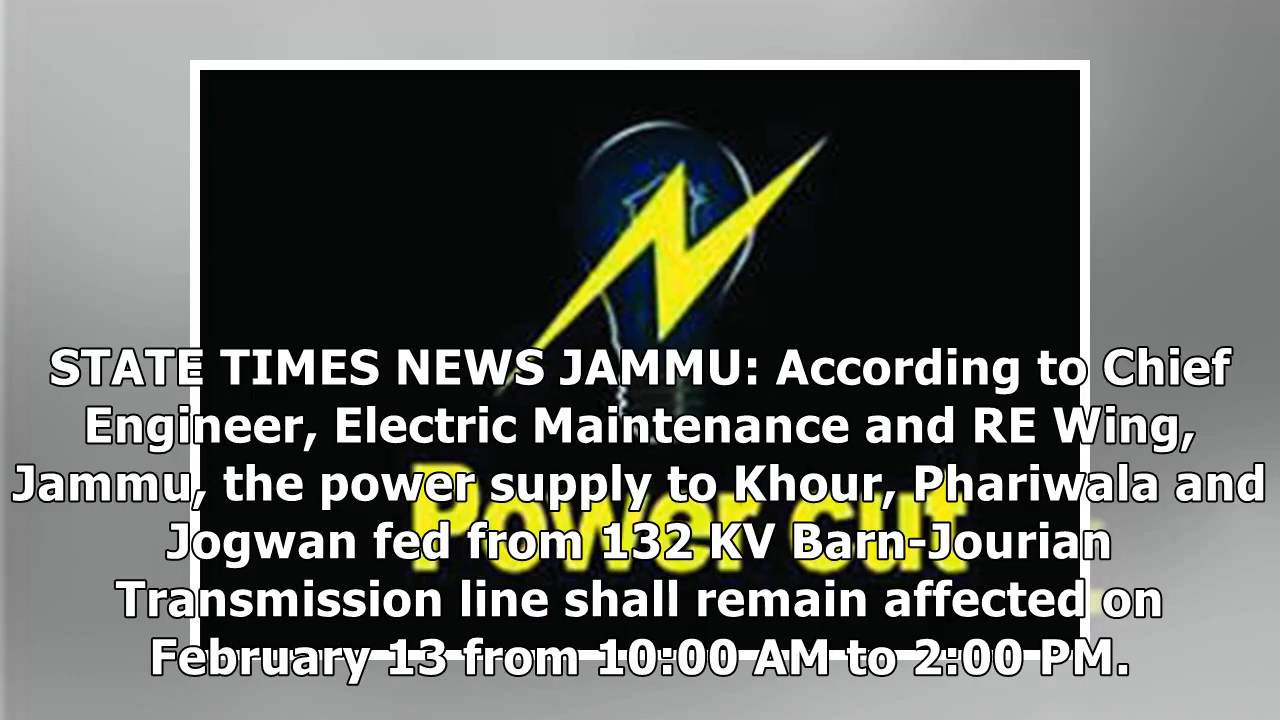 STATE TIMES NEWS JAMMU: According to Chief
Engineer, Electric Maintenance and RE Wing,
Jammu, the power supply to Khour, Phariwala and
Jogwan fed from 132 KV Barn-Jourian
Transmission line shall remain affected on
February 13 from 10:00 AM to 2:00 PM.
Power cut